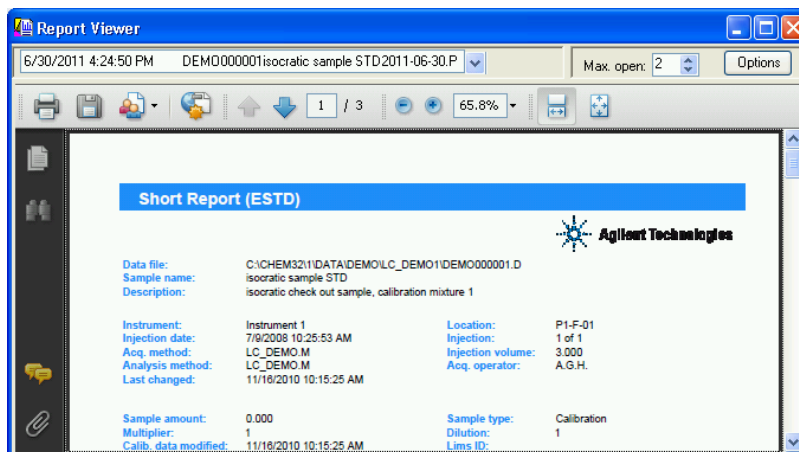 Report Viewer
6/30/2011 4:24:50 PM DEMO000001isocratic sample STD2011-06-30.P Max. open: 2 Options
1 / 3 65.8%
Short Report (ESTD)
Agilent Technologies
Data file: C:\CHEM32\1\DATA\DEMO\LC_DEMO1\DEMO000001.D
Sample name: isocratic sample STD
Description: isocratic check out sample, calibration mixture 1
Instrument: Instrument 1 Location: P1-F-01
Injection date: 7/9/2008 10:25:53 AM Injection: 1 of 1
Acq. method: LC_DEMO.M Injection volume: 3.000
Analysis method: LC_DEMO.M Acq. operator: A.G.H.
Last changed: 11/16/2010 10:15:25 AM
Sample amount: 0.000 Sample type: Calibration
Multiplier: 1 Dilution: 1
Calib. data modified: 11/16/2010 10:15:25 AM Lims ID: